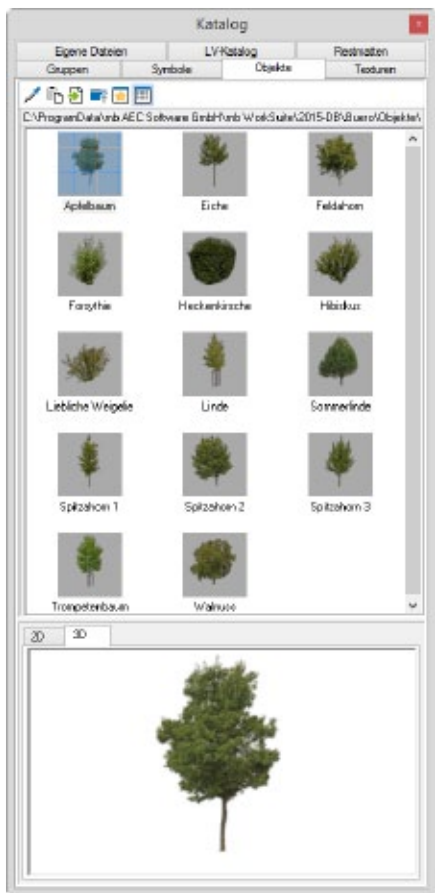 Katalog
Eigene Dateien LV-Katalog Restmatten
Gruppen Symbole Objekte Texturen
C:\ProgramData\mb AEC Software GmbH\mb WorkSuite\2015-DB\Buero\Objekte\
Apfelbaum Eiche Feldahorn
Forsythie Heckenkirsche Hibiskus
Liebliche Weigelie Linde Sommerlinde
Spitzahorn 1 Spitzahorn 2 Spitzahorn 3
Trompetenbaum Walnuss
2D 3D